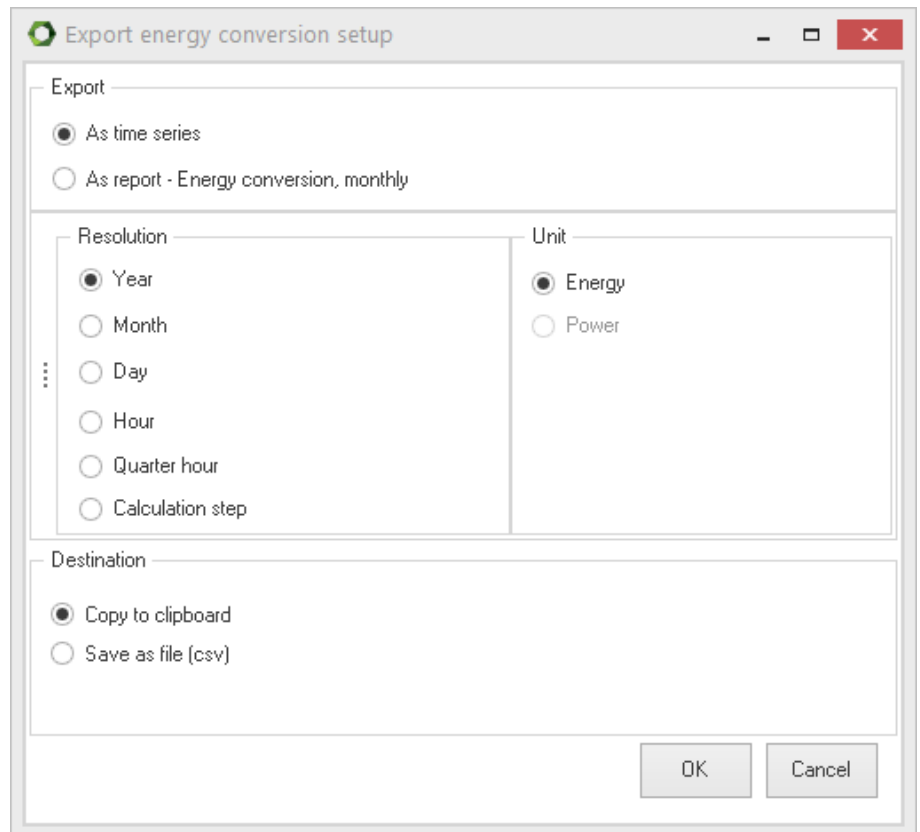 Export energy conversion setup
Export
As time series
As report - Energy conversion, monthly
Resolution
Year
Month
Day
Hour
Quarter hour
Calculation step
Unit
Energy
Power
Destination
Copy to clipboard
Save as file (csv)
OK
Cancel